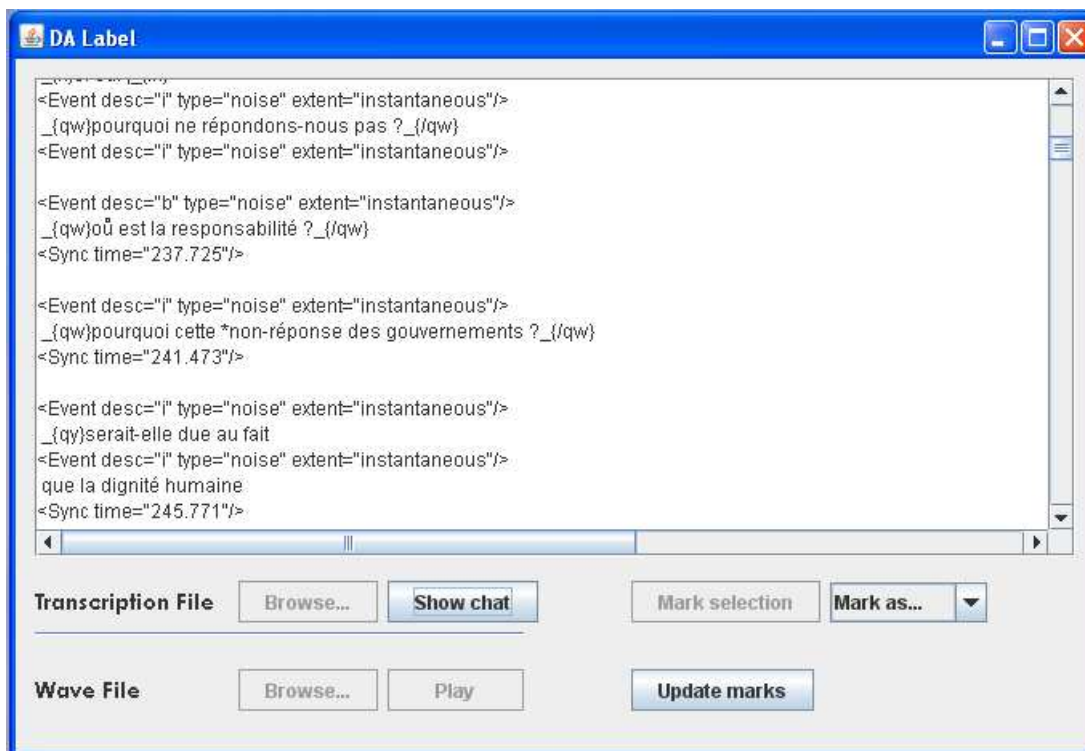 DA Label
<Event desc="i" type="noise" extent="instantaneous"/>
_{qw}pourquoi ne répondons-nous pas ?_{/qw}
<Event desc="i" type="noise" extent="instantaneous"/>
<Event desc="b" type="noise" extent="instantaneous"/>
_{qw}oů est la responsabilité ?_{/qw}
<Sync time="237.725"/>
<Event desc="i" type="noise" extent="instantaneous"/>
_{qw}pourquoi cette *non-réponse des gouvernements ?_{/qw}
<Sync time="241.473"/>
<Event desc="i" type="noise" extent="instantaneous"/>
_{qy}serait-elle due au fait
<Event desc="i" type="noise" extent="instantaneous"/>
que la dignité humaine
<Sync time="245.771"/>
Transcription File Browse... Show chat Mark selection Mark as...
Wave File Browse... Play Update marks